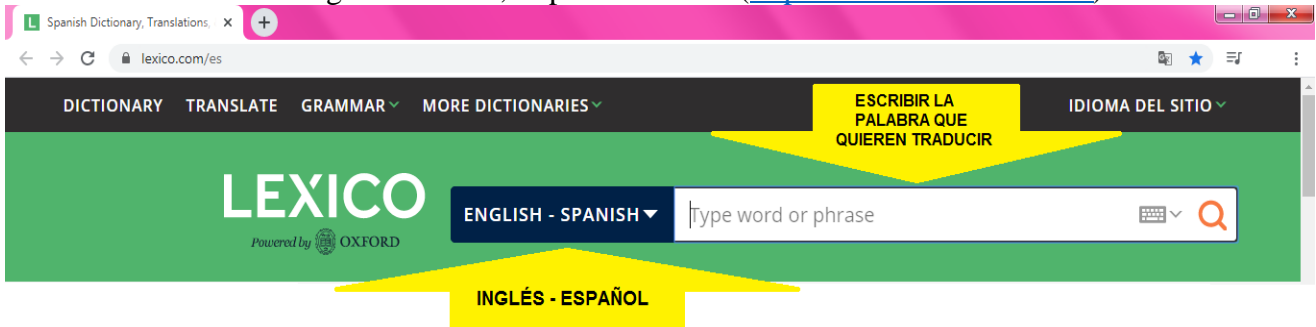 Spanish Dictionary, Translations,
lexico.com/es
DICTIONARY TRANSLATE GRAMMAR MORE DICTIONARIES IDIOMA DEL SITIO
ESCRIBIR LA
PALABRA QUE
QUIEREN TRADUCIR
LEXICO
Powered by OXFORD
ENGLISH - SPANISH Type word or phrase
INGLÉS - ESPAÑOL